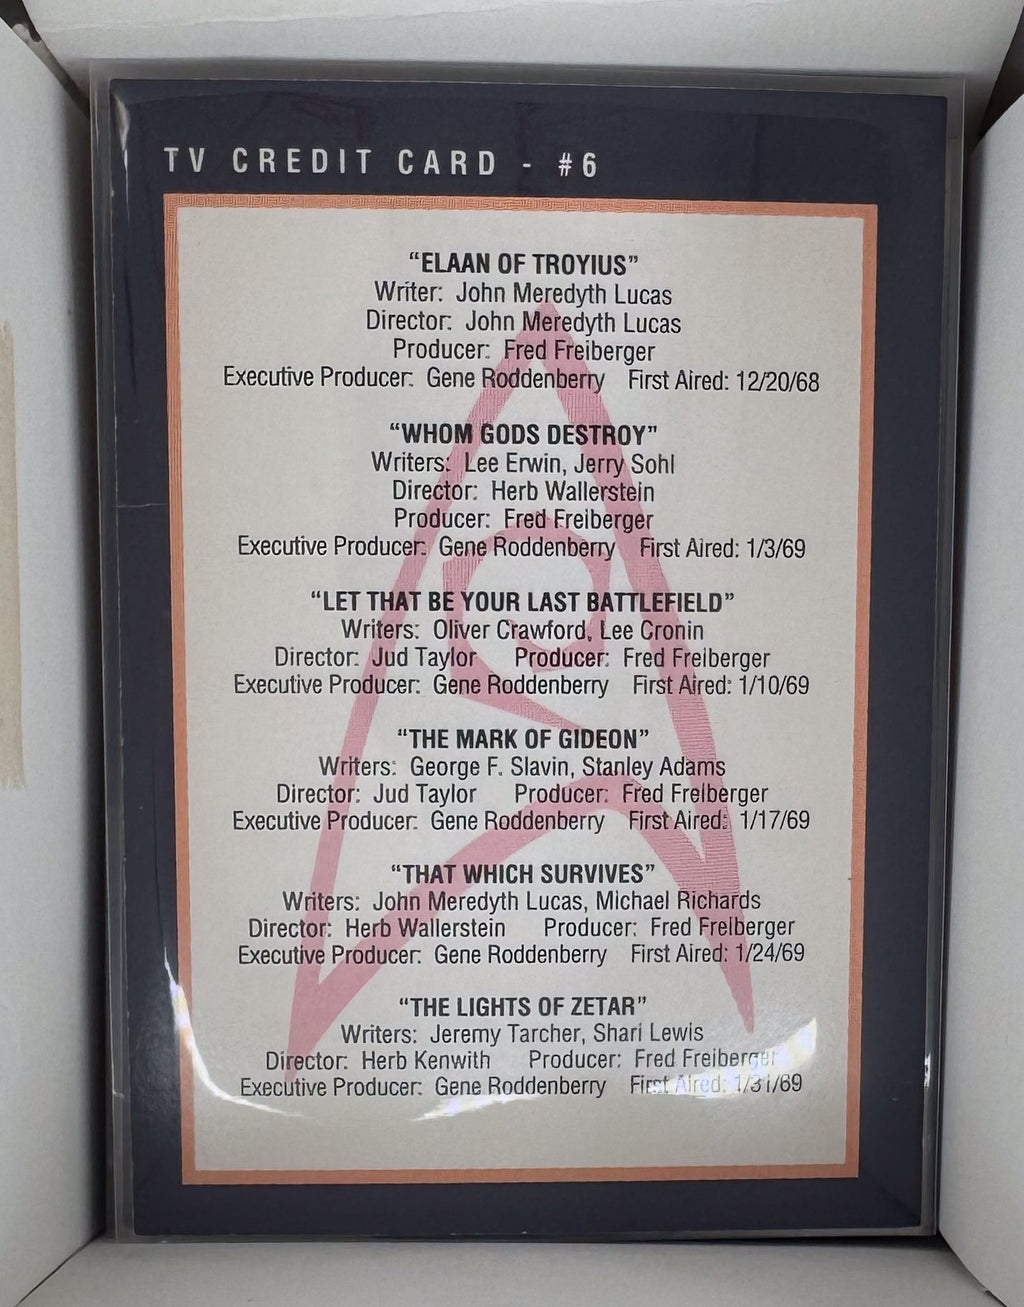 TV CREDIT CARD - #6
“ELAAN OF TROYIUS”
Writer: John Meredyth Lucas
Director: John Meredyth Lucas
Producer: Fred Freiberger
Executive Producer: Gene Roddenberry First Aired: 12/20/68
“WHOM GODS DESTROY”
Writers: Lee Erwin, Jerry Sohl
Director: Herb Wallerstein
Producer: Fred Freiberger
Executive Producer: Gene Roddenberry First Aired: 1/3/69
“LET THAT BE YOUR LAST BATTLEFIELD”
Writers: Oliver Crawford, Lee Cronin
Director: Jud Taylor Producer: Fred Freiberger
Executive Producer: Gene Roddenberry First Aired: 1/10/69
“THE MARK OF GIDEON”
Writers: George F. Slavin, Stanley Adams
Director: Jud Taylor Producer: Fred Freiberger
Executive Producer: Gene Roddenberry First Aired: 1/17/69
“THAT WHICH SURVIVES”
Writers: John Meredyth Lucas, Michael Richards
Director: Herb Wallerstein Producer: Fred Freiberger
Executive Producer: Gene Roddenberry First Aired: 1/24/69
“THE LIGHTS OF ZETAR”
Writers: Jeremy Tarcher, Shari Lewis
Director: Herb Kenwith Producer: Fred Freiberger
Executive Producer: Gene Roddenberry First Aired: 1/31/69